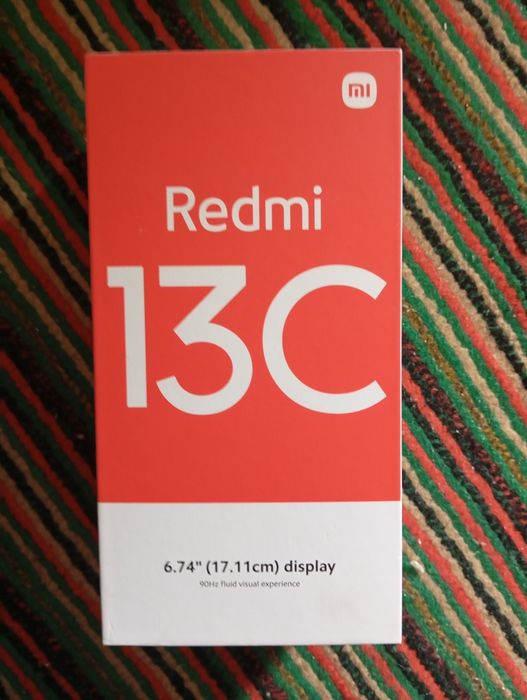 mi
Redmi
13C
6.74" (17.11cm) display
90Hz fluid visual experience